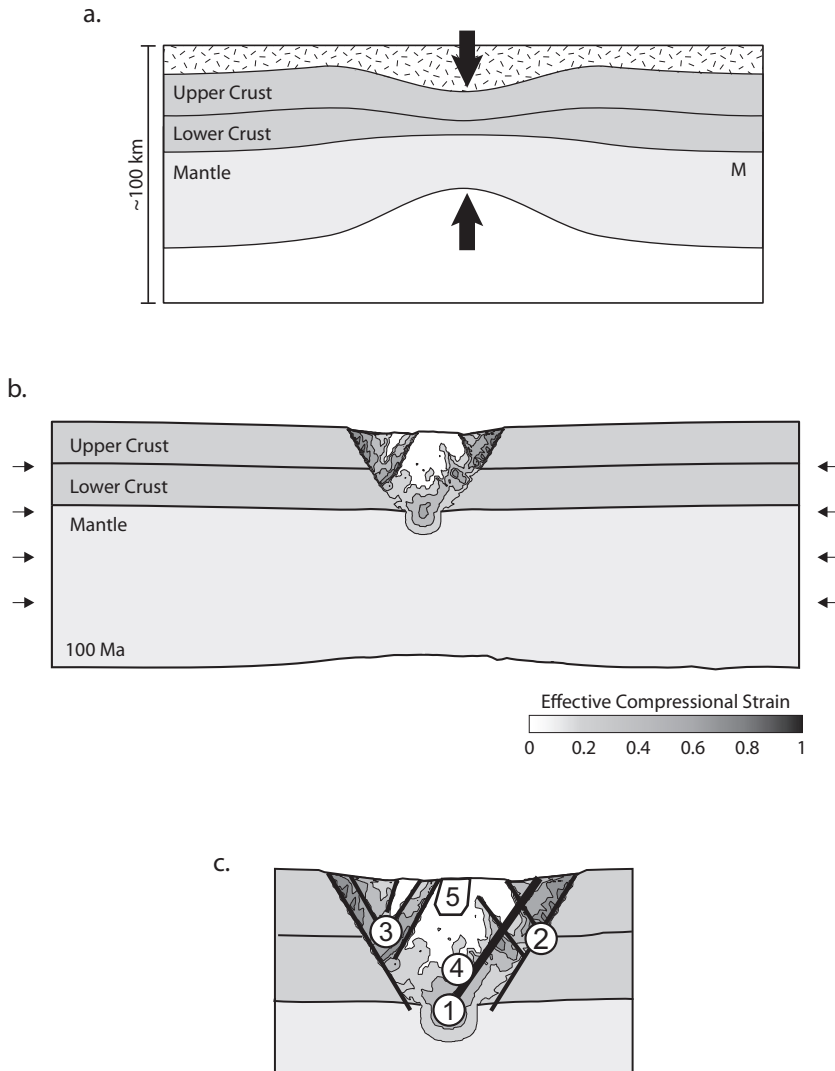 a.
~100 km
Upper Crust
Lower Crust
Mantle
M
b.
Upper Crust
Lower Crust
Mantle
100 Ma
Effective Compressional Strain
0 0.2 0.4 0.6 0.8 1
c.
5
3
2
4
1